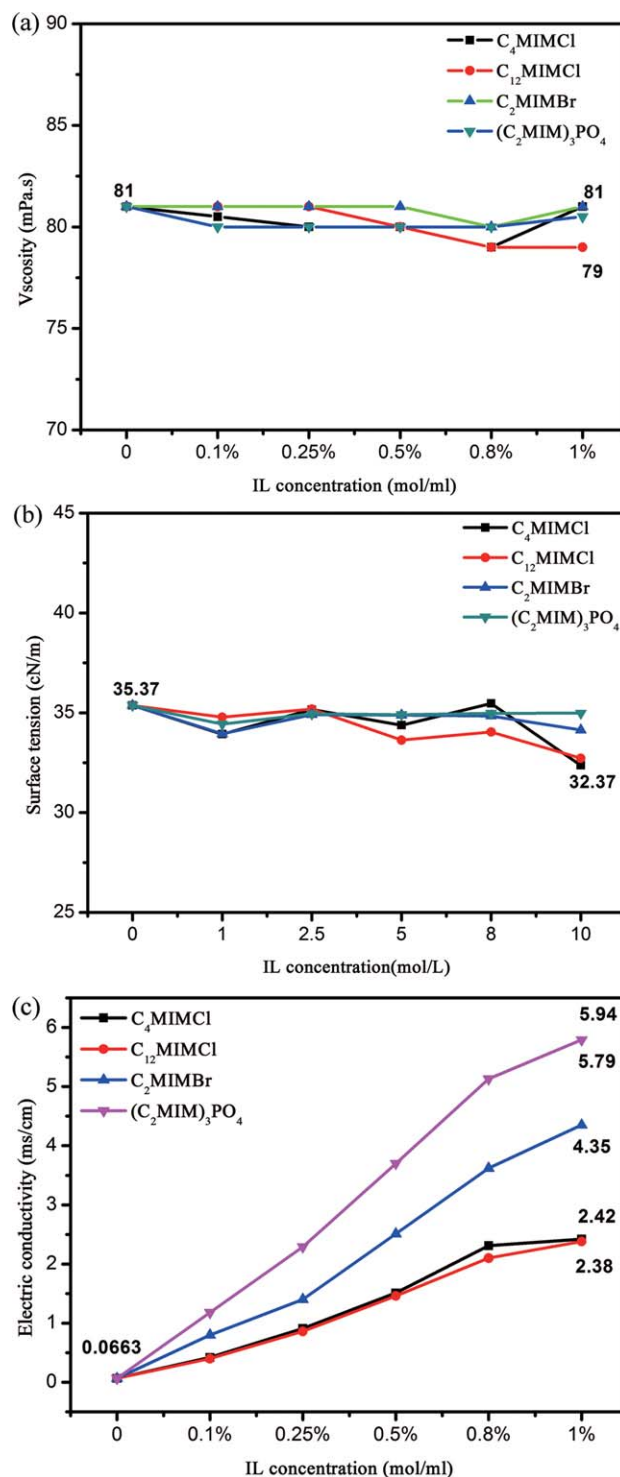 (a)
90
85
80
75
70
Vscosity (mPa.s)
C₄MIMCl
C₁₂MIMCl
C₂MIMBr
(C₂MIM)₃PO₄
81
81
79
0 0.1% 0.25% 0.5% 0.8% 1%
IL concentration (mol/ml)
(b)
45
40
35
30
25
Surface tension (cN/m)
C₄MIMCl
C₁₂MIMCl
C₂MIMBr
(C₂MIM)₃PO₄
35.37
32.37
0 1 2.5 5 8 10
IL concentration(mol/L)
(c)
6
5
4
3
2
1
0
Electric conductivity (ms/cm)
C₄MIMCl
C₁₂MIMCl
C₂MIMBr
(C₂MIM)₃PO₄
5.94
5.79
4.35
2.42
2.38
0.0663
0 0.1% 0.25% 0.5% 0.8% 1%
IL concentration (mol/ml)